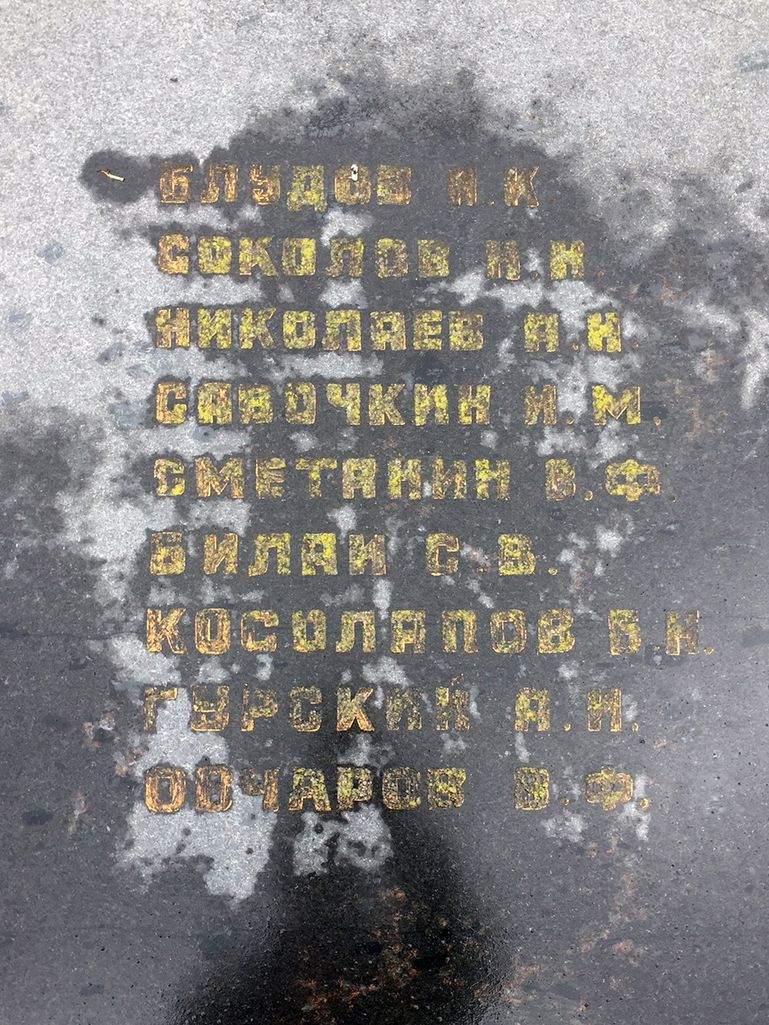 БЛУДОВ И.К
СОКОЛОВ Н.Н.
НИКОЛАЕВ А.Н.
САВОЧКИН И.М.
СМЕТАНИН В.Ф
БИЛАН С.В.
КОСОЛАПОВ Б.Н.
ГУРСКИЙ А.И.
ОВЧАРОВ В.Ф.